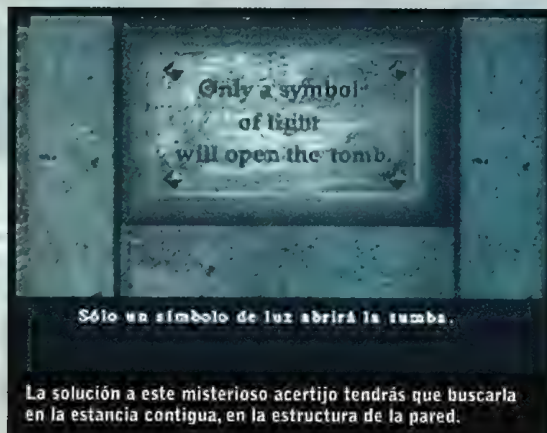 Only a symbol
of light
will open the tomb.
Sólo un símbolo de luz abrirá la tumba.
La solución a este misterioso acertijo tendrás que buscarla
en la estancia contigua, en la estructura de la pared.